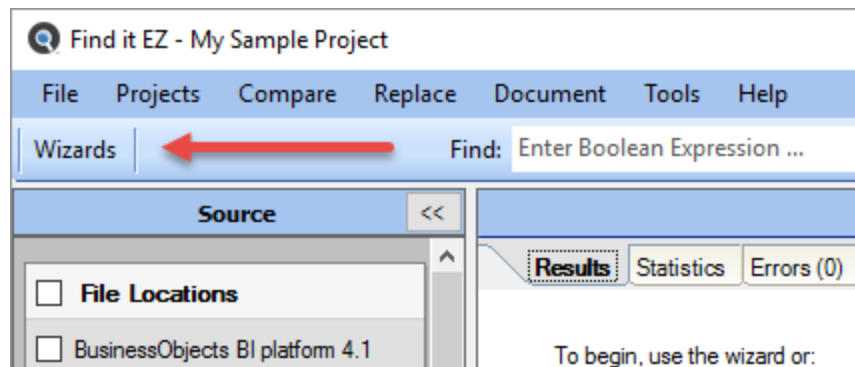 Find it EZ - My Sample Project
File Projects Compare Replace Document Tools Help
Wizards Find: Enter Boolean Expression ...
Source <<
Results Statistics Errors (0)
File Locations
BusinessObjects BI platform 4.1
To begin, use the wizard or: